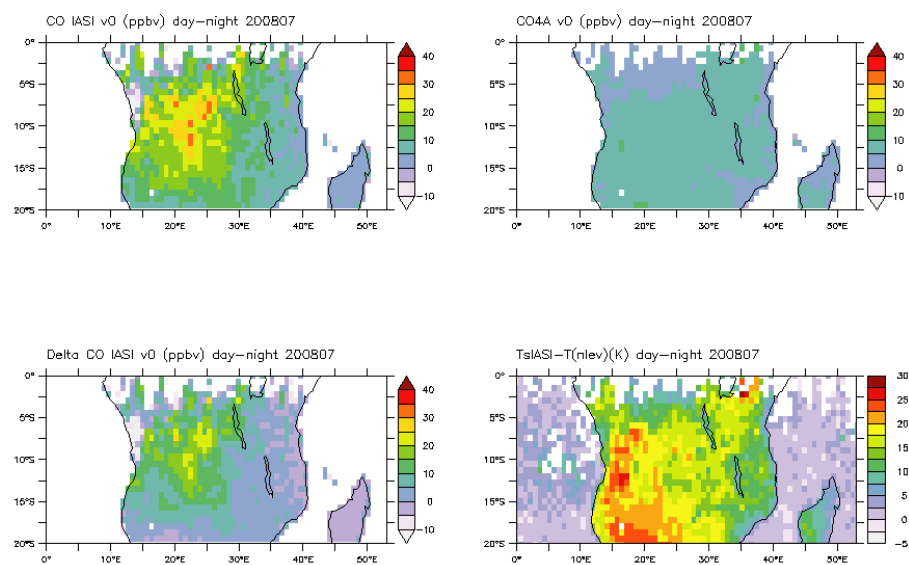 CO IASI v0 (ppbv) day-night 200807
CO4A v0 (ppbv) day-night 200807
0°
5°S
10°S
15°S
20°S
0°
10°E
20°E
30°E
40°E
50°E
40
30
20
10
0
-10
0°
5°S
10°S
15°S
20°S
0°
10°E
20°E
30°E
40°E
50°E
40
30
20
10
0
-10
Delta CO IASI v0 (ppbv) day-night 200807
TsIASI-T(nlev)(K) day-night 200807
0°
5°S
10°S
15°S
20°S
0°
10°E
20°E
30°E
40°E
50°E
40
30
20
10
0
-10
0°
5°S
10°S
15°S
20°S
0°
10°E
20°E
30°E
40°E
50°E
30
25
20
15
10
5
0
-5